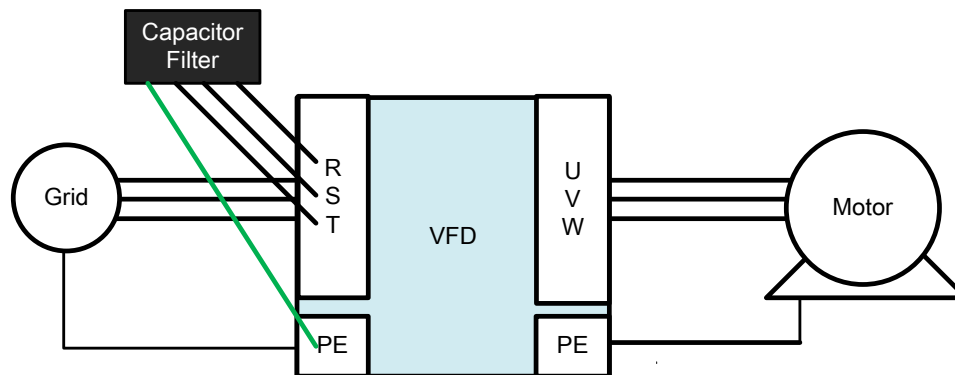 Capacitor
Filter
Grid
R
S
T
VFD
U
V
W
Motor
PE
PE